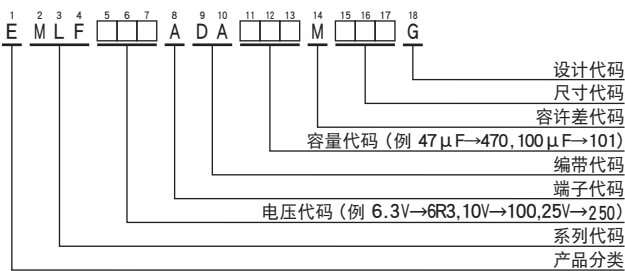 1 2 3 4 5 6 7 8 9 10 11 12 13 14 15 16 17 18
E MLF □□□ A DA □□□ M □□□ G
设计代码
尺寸代码
容许差代码
容量代码（例 47μF→470,100μF→101）
编带代码
端子代码
电压代码（例 6.3V→6R3,10V→100,25V→250）
系列代码
产品分类